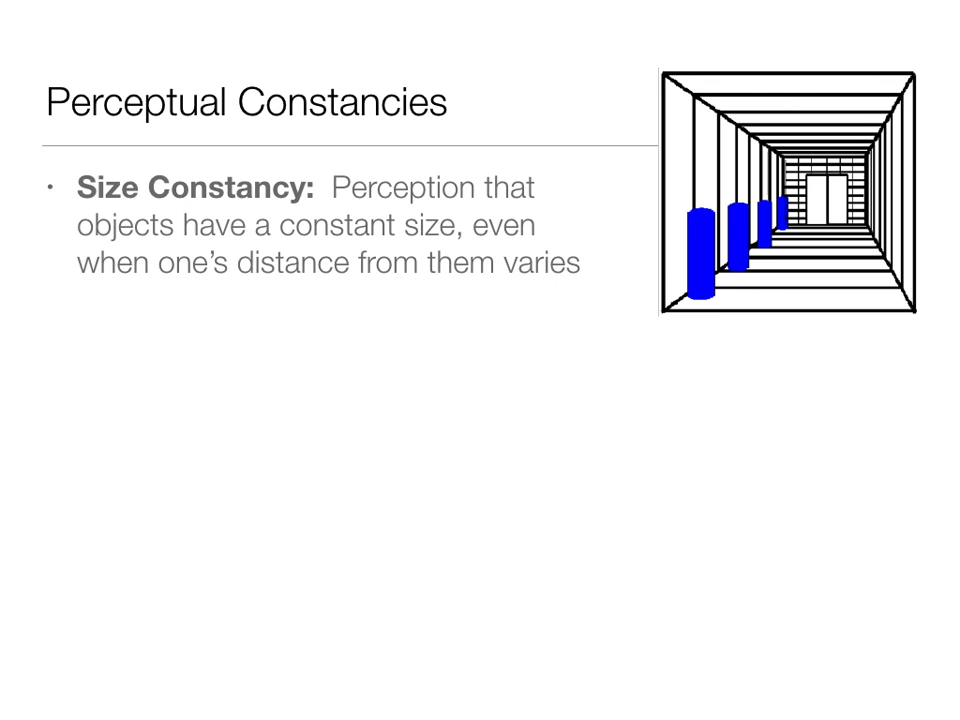 Perceptual Constancies
• Size Constancy:  Perception that
objects have a constant size, even
when one’s distance from them varies